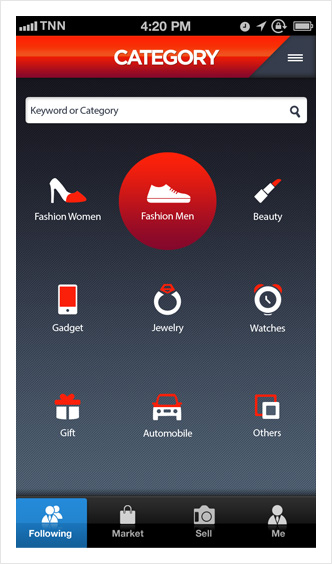 TNN 4:20 PM
CATEGORY
Keyword or Category
Fashion Women Fashion Men Beauty
Gadget Jewelry Watches
Gift Automobile Others
Following Market Sell Me